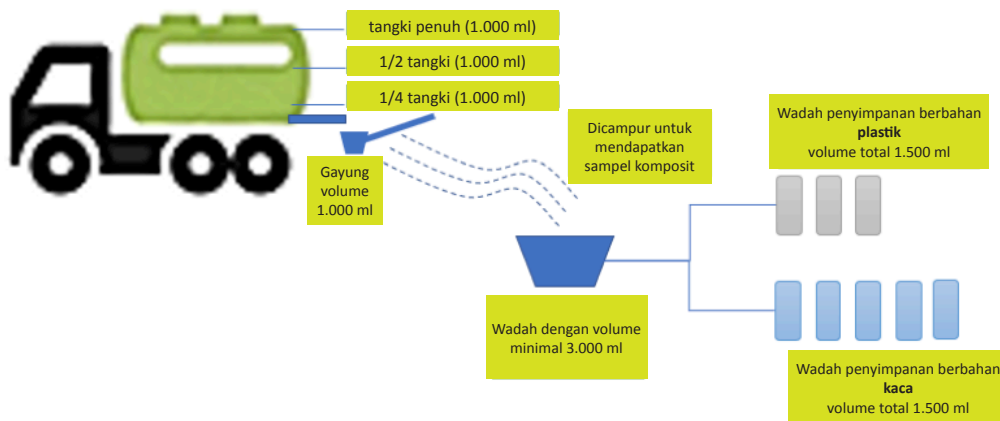 tangki penuh (1.000 ml)
1/2 tangki (1.000 ml)
1/4 tangki (1.000 ml)
Gayung
volume
1.000 ml
Dicampur untuk
mendapatkan
sampel komposit
Wadah dengan volume
minimal 3.000 ml
Wadah penyimpanan berbahan
plastik
volume total 1.500 ml
Wadah penyimpanan berbahan
kaca
volume total 1.500 ml